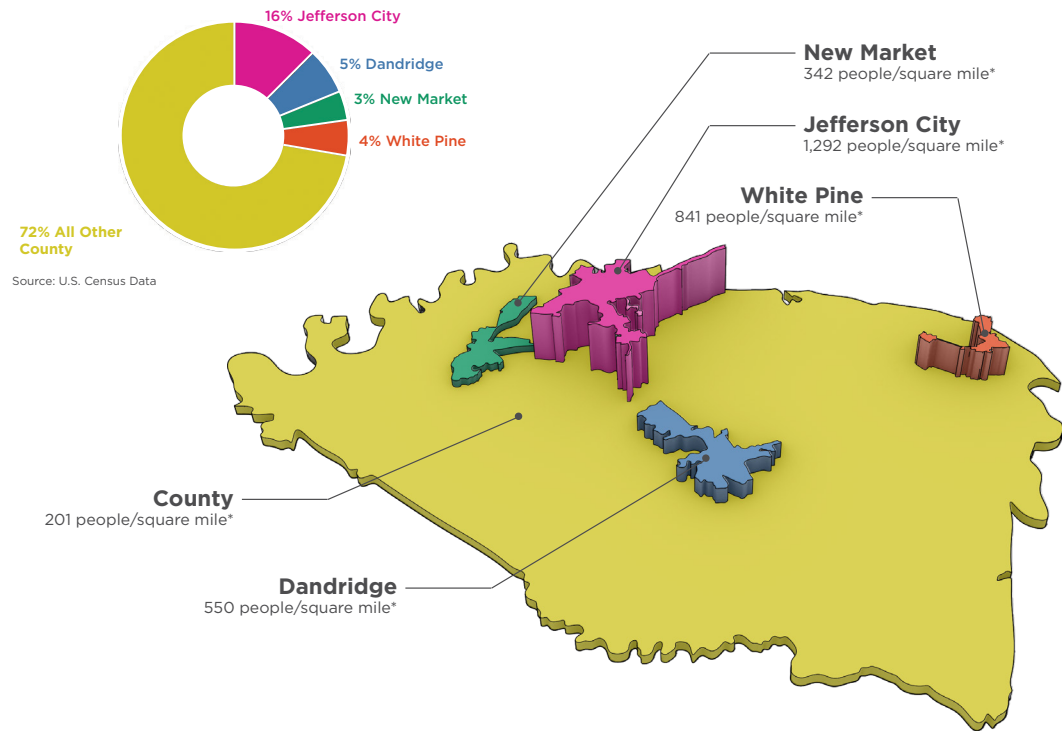 16% Jefferson City
5% Dandridge
3% New Market
4% White Pine
72% All Other
County
Source: U.S. Census Data
New Market
342 people/square mile*
Jefferson City
1,292 people/square mile*
White Pine
841 people/square mile*
County
201 people/square mile*
Dandridge
550 people/square mile*